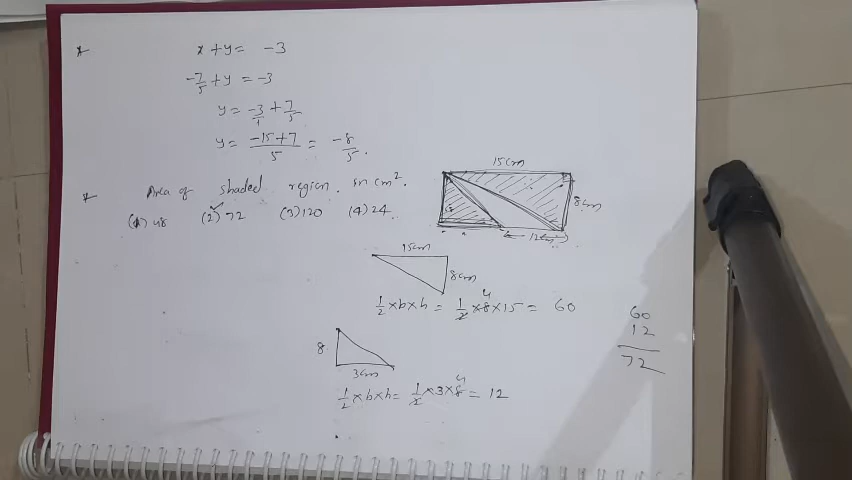 * x + y = -3
-7/5 + y = -3
y = -3/1 + 7/5
y = -15+7/5 = -8/5.
* Area of shaded region. In cm².
(1) 48 (2) 72 (3) 120 (4) 24.
15cm
8cm
12cm
15cm
8cm
1/2 × b × h = 1/2 × 8 4 × 15 = 60
60
12
72
8
3cm
1/2 × b × h = 1/2 × 3 × 8 4 = 12